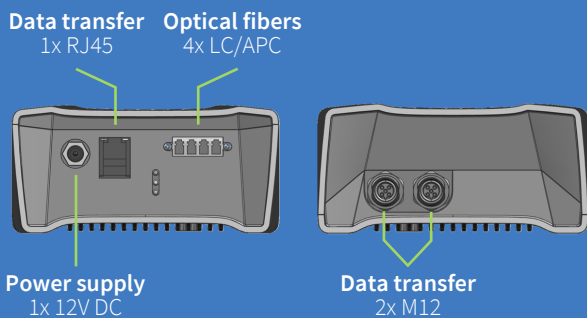 Data transfer
1x RJ45
Optical fibers
4x LC/APC
Power supply
1x 12V DC
Data transfer
2x M12